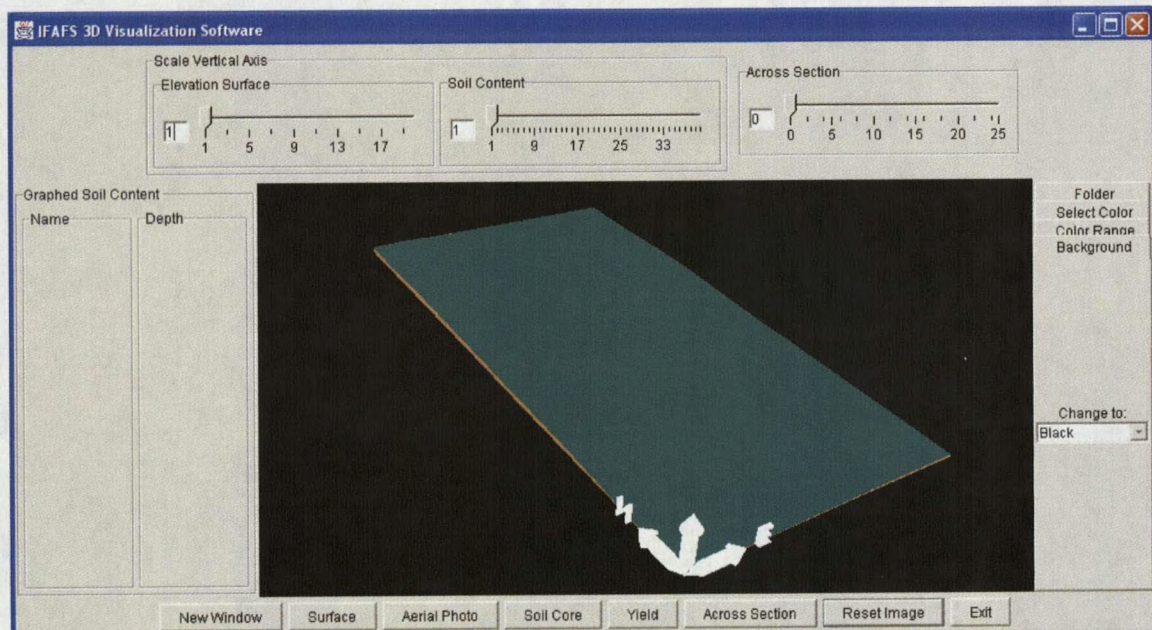 IFAFS 3D Visualization Software
Scale Vertical Axis
Elevation Surface
1
1 5 9 13 17
Soil Content
1
1 9 17 25 33
Across Section
0
0 5 10 15 20 25
Graphed Soil Content
Name
Depth
Folder
Select Color
Color Range
Background
Change to:
Black
N
E
New Window
Surface
Aerial Photo
Soil Core
Yield
Across Section
Reset Image
Exit